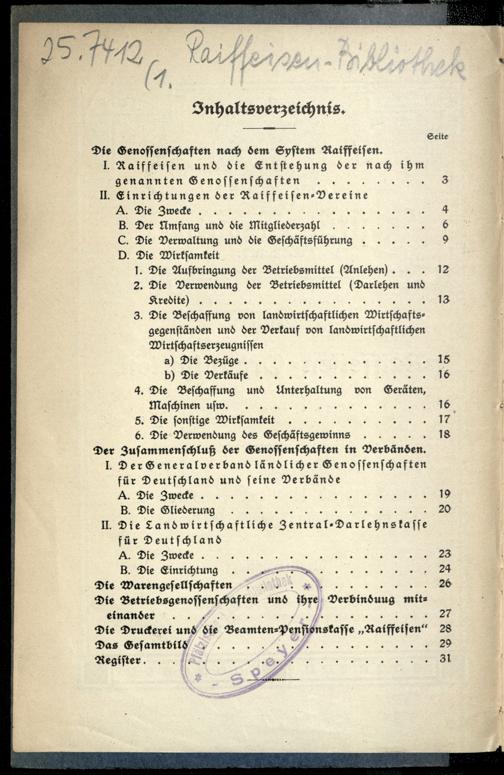 25.7412 Raiffeisen-Bibliothek
(1.
Inhaltsverzeichnis.
Seite
Die Genossenschaften nach dem System Raiffeisen.
I. Raiffeisen und die Entstehung der nach ihm
genannten Genossenschaften . . . . . . . 3
II. Einrichtungen der Raiffeisen-Vereine
A. Die Zwecke . . . . . . . . . . . . . 4
B. Der Umfang und die Mitgliederzahl . . . . . . 6
C. Die Verwaltung und die Geschäftsführung . . . . . 9
D. Die Wirksamkeit
1. Die Aufbringung der Betriebsmittel (Anlehen) . . . 12
2. Die Verwendung der Betriebsmittel (Darlehen und
Kredite) . . . . . . . . . . . . . 13
3. Die Beschaffung von landwirtschaftlichen Wirtschafts-
gegenständen und der Verkauf von landwirtschaftlichen
Wirtschaftserzeugnissen
a) Die Bezüge . . . . . . . . . . . 15
b) Die Verkäufe . . . . . . . . . . 16
4. Die Beschaffung und Unterhaltung von Geräten,
Maschinen usw. . . . . . . . . . . . 16
5. Die sonstige Wirksamkeit . . . . . . . . 17
6. Die Verwendung des Geschäftsgewinns . . . . . 18
Der Zusammenschluß der Genossenschaften in Verbänden.
I. Der Generalverband ländlicher Genossenschaften
für Deutschland und seine Verbände
A. Die Zwecke . . . . . . . . . . . . . 19
B. Die Gliederung . . . . . . . . . . . 20
II. Die Landwirtschaftliche Zentral-Darlehnskasse
für Deutschland
A. Die Zwecke . . . . . . . . . . . . . 23
B. Die Einrichtung . . . . . . . . . . . 24
Die Warengesellschaften . . . . . . . . . . 26
Die Betriebsgenossenschaften und ihre Verbinduug mit-
einander . . . . . . . . . . . . . . 27
Die Druckerei und die Beamten-Pensionskasse „Raiffeisen“ 28
Das Gesamtbild . . . . . . . . . . . . 29
Register . . . . . . . . . . . . . . . 31
Speyer